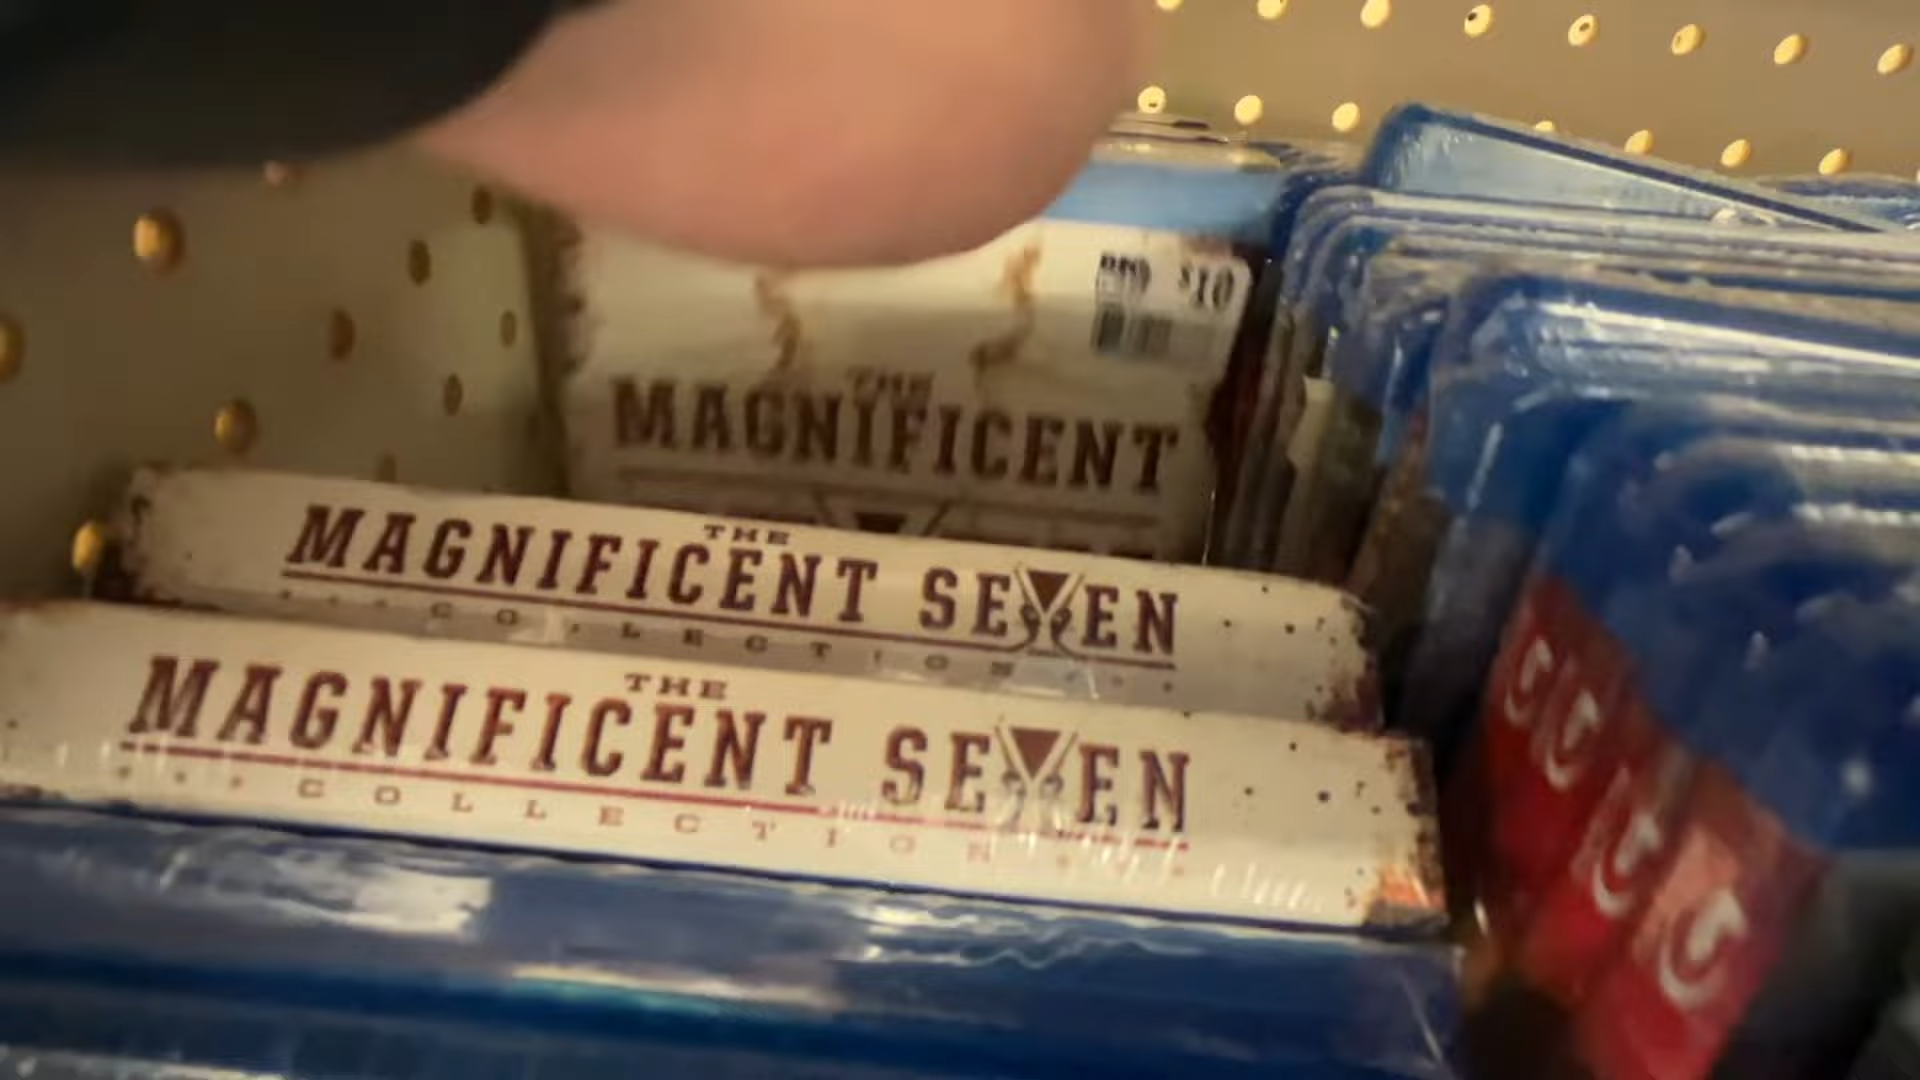 $10
THE
MAGNIFICENT
THE
MAGNIFICENT SEVEN
COLLECTION
THE
MAGNIFICENT SEVEN
COLLECTION